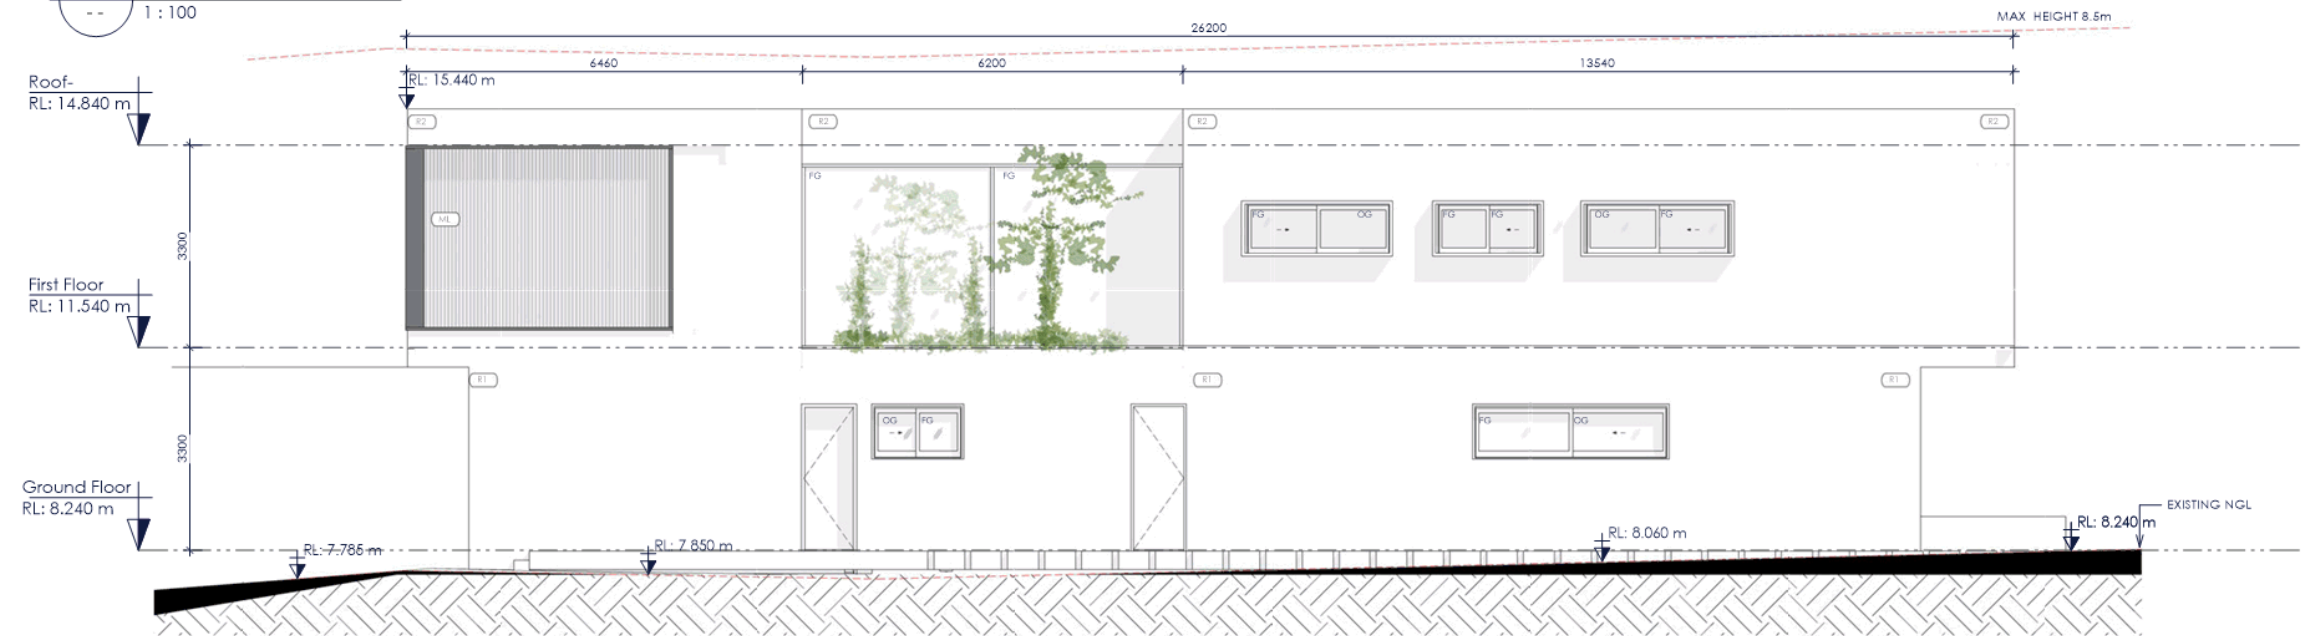 --
1 : 100
MAX HEIGHT 8.5m
26200
6460
6200
13540
Roof-
RL: 14.840 m
RL: 15.440 m
R2
R2
R2
R2
FG
FG
ML
FG
OG
FG
FG
OG
FG
3300
First Floor
RL: 11.540 m
R1
R1
R1
OG
FG
FG
OG
3300
Ground Floor
RL: 8.240 m
EXISTING NGL
RL: 8.240 m
RL: 8.060 m
RL: 7.785 m
RL: 7.850 m